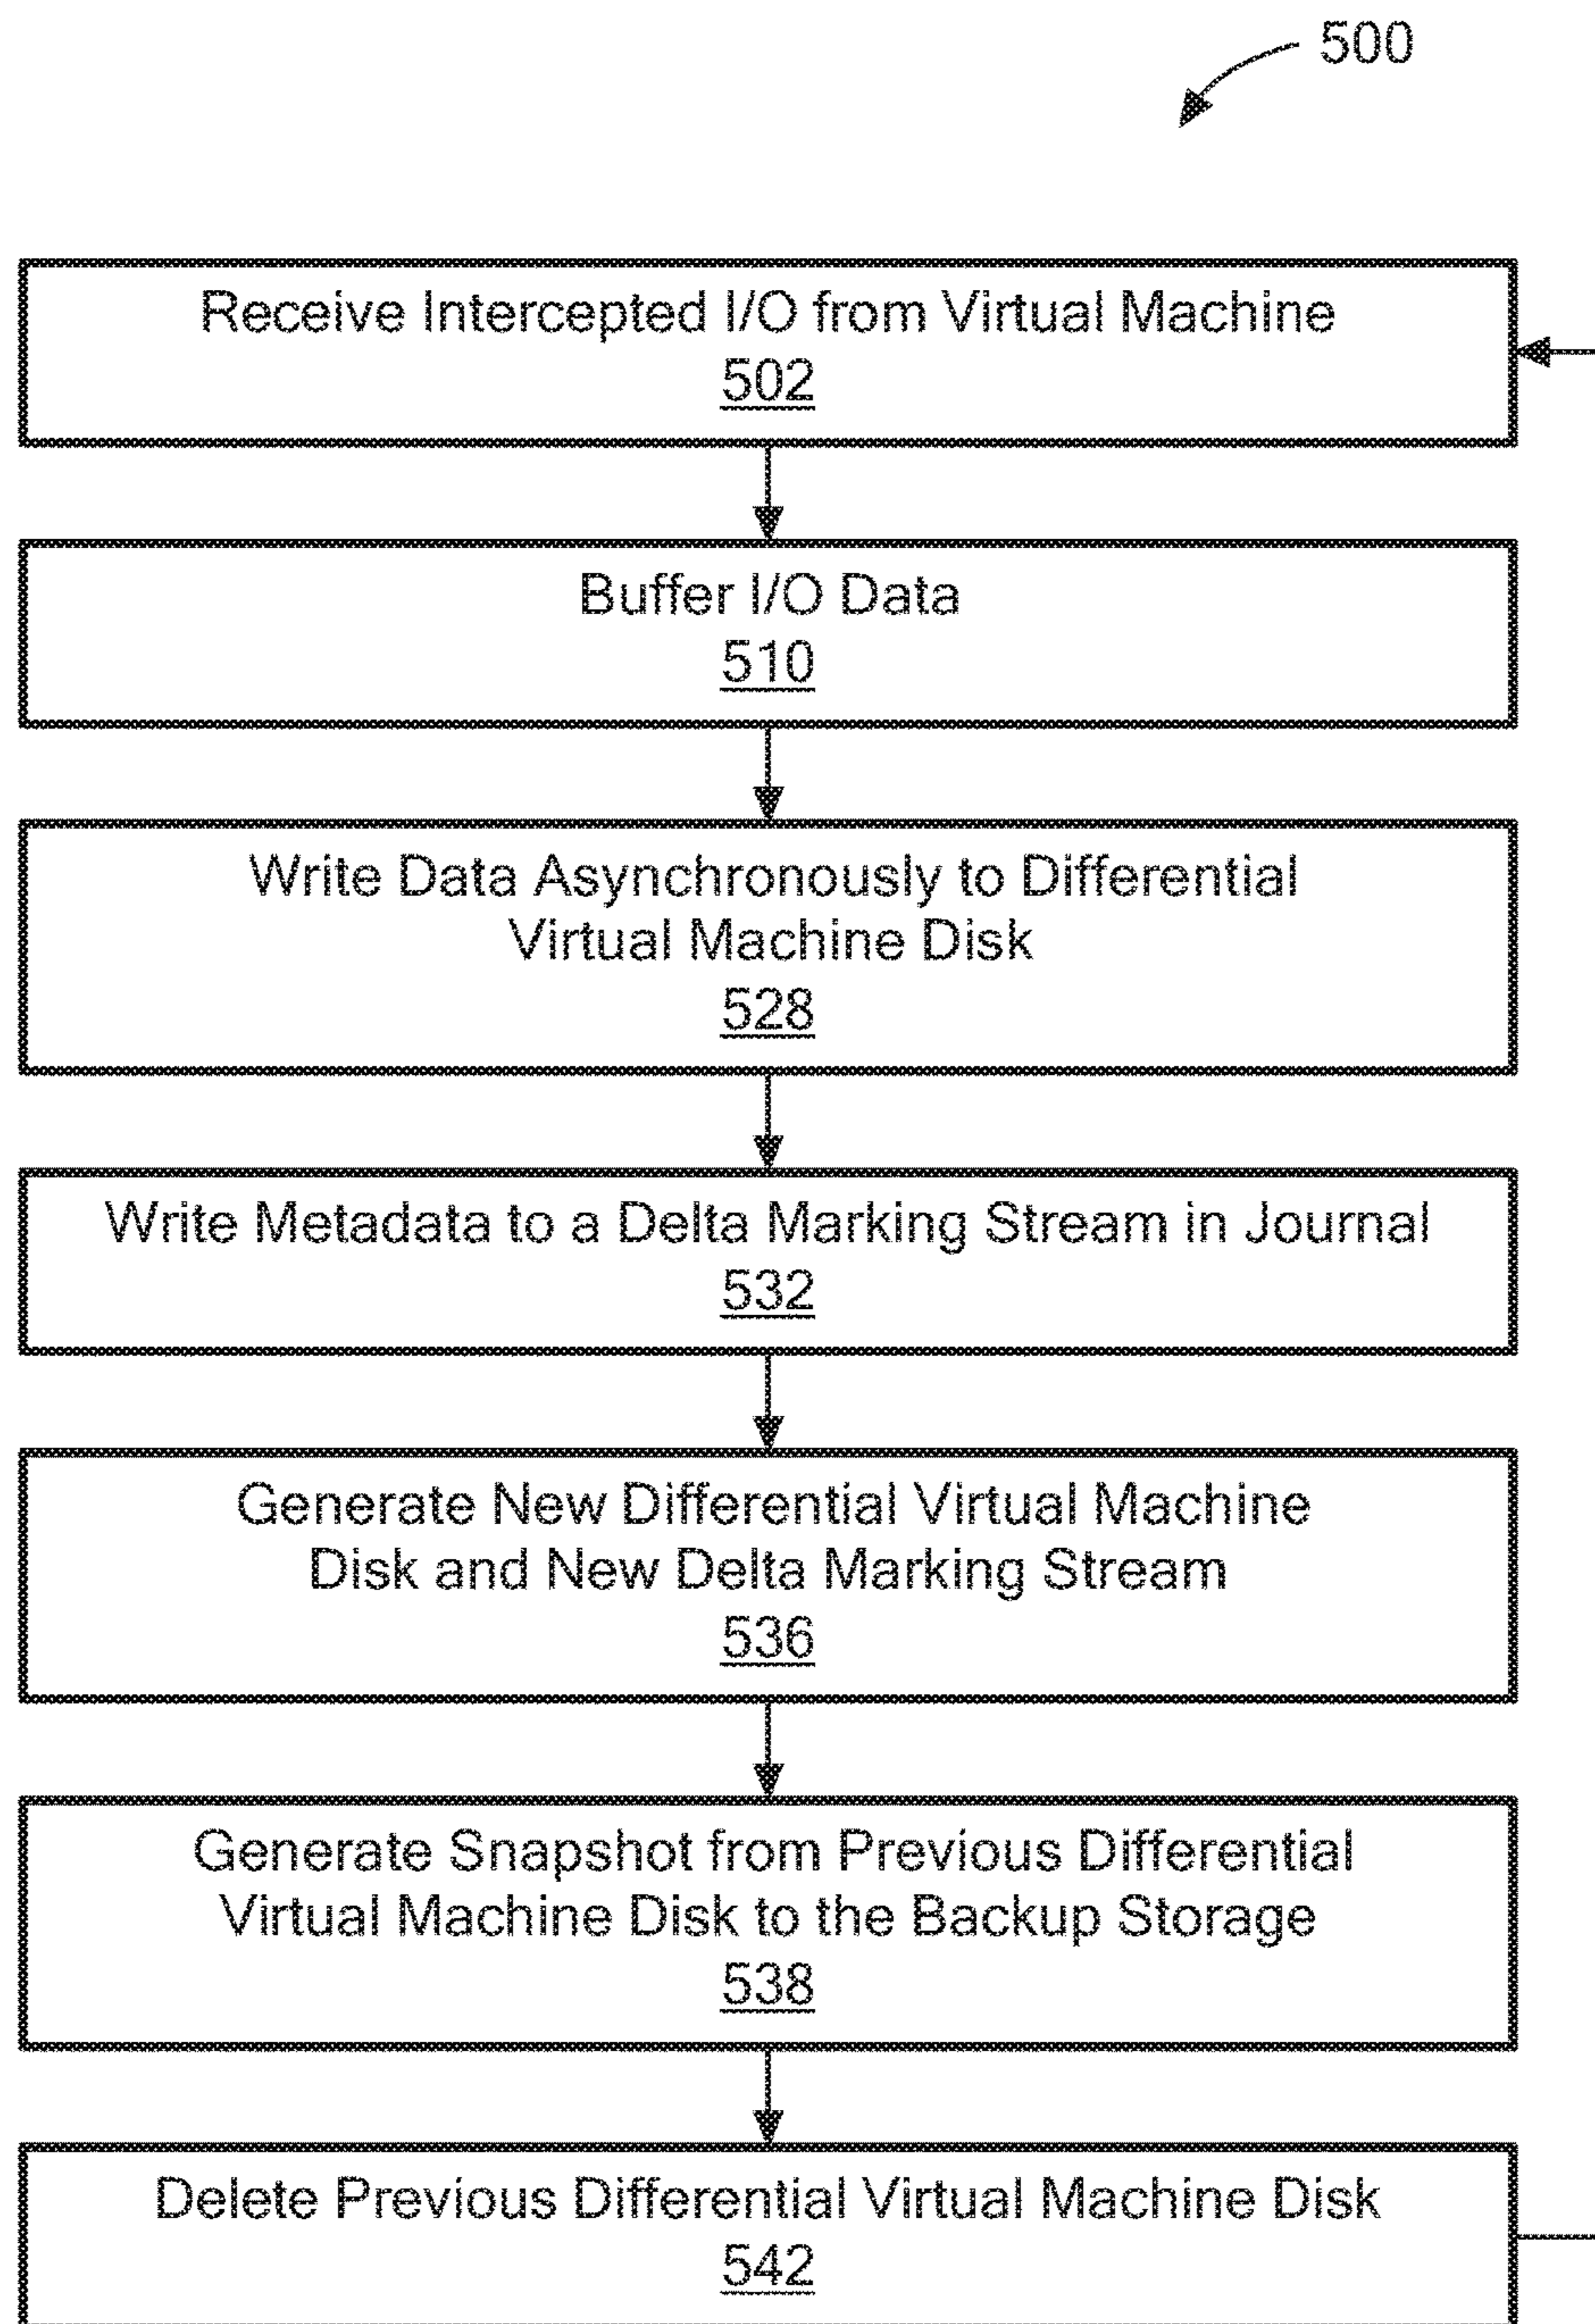 500
Receive Intercepted I/O from Virtual Machine
502
Buffer I/O Data
510
Write Data Asynchronously to Differential
Virtual Machine Disk
528
Write Metadata to a Delta Marking Stream in Journal
532
Generate New Differential Virtual Machine
Disk and New Delta Marking Stream
536
Generate Snapshot from Previous Differential
Virtual Machine Disk to the Backup Storage
538
Delete Previous Differential Virtual Machine Disk
542